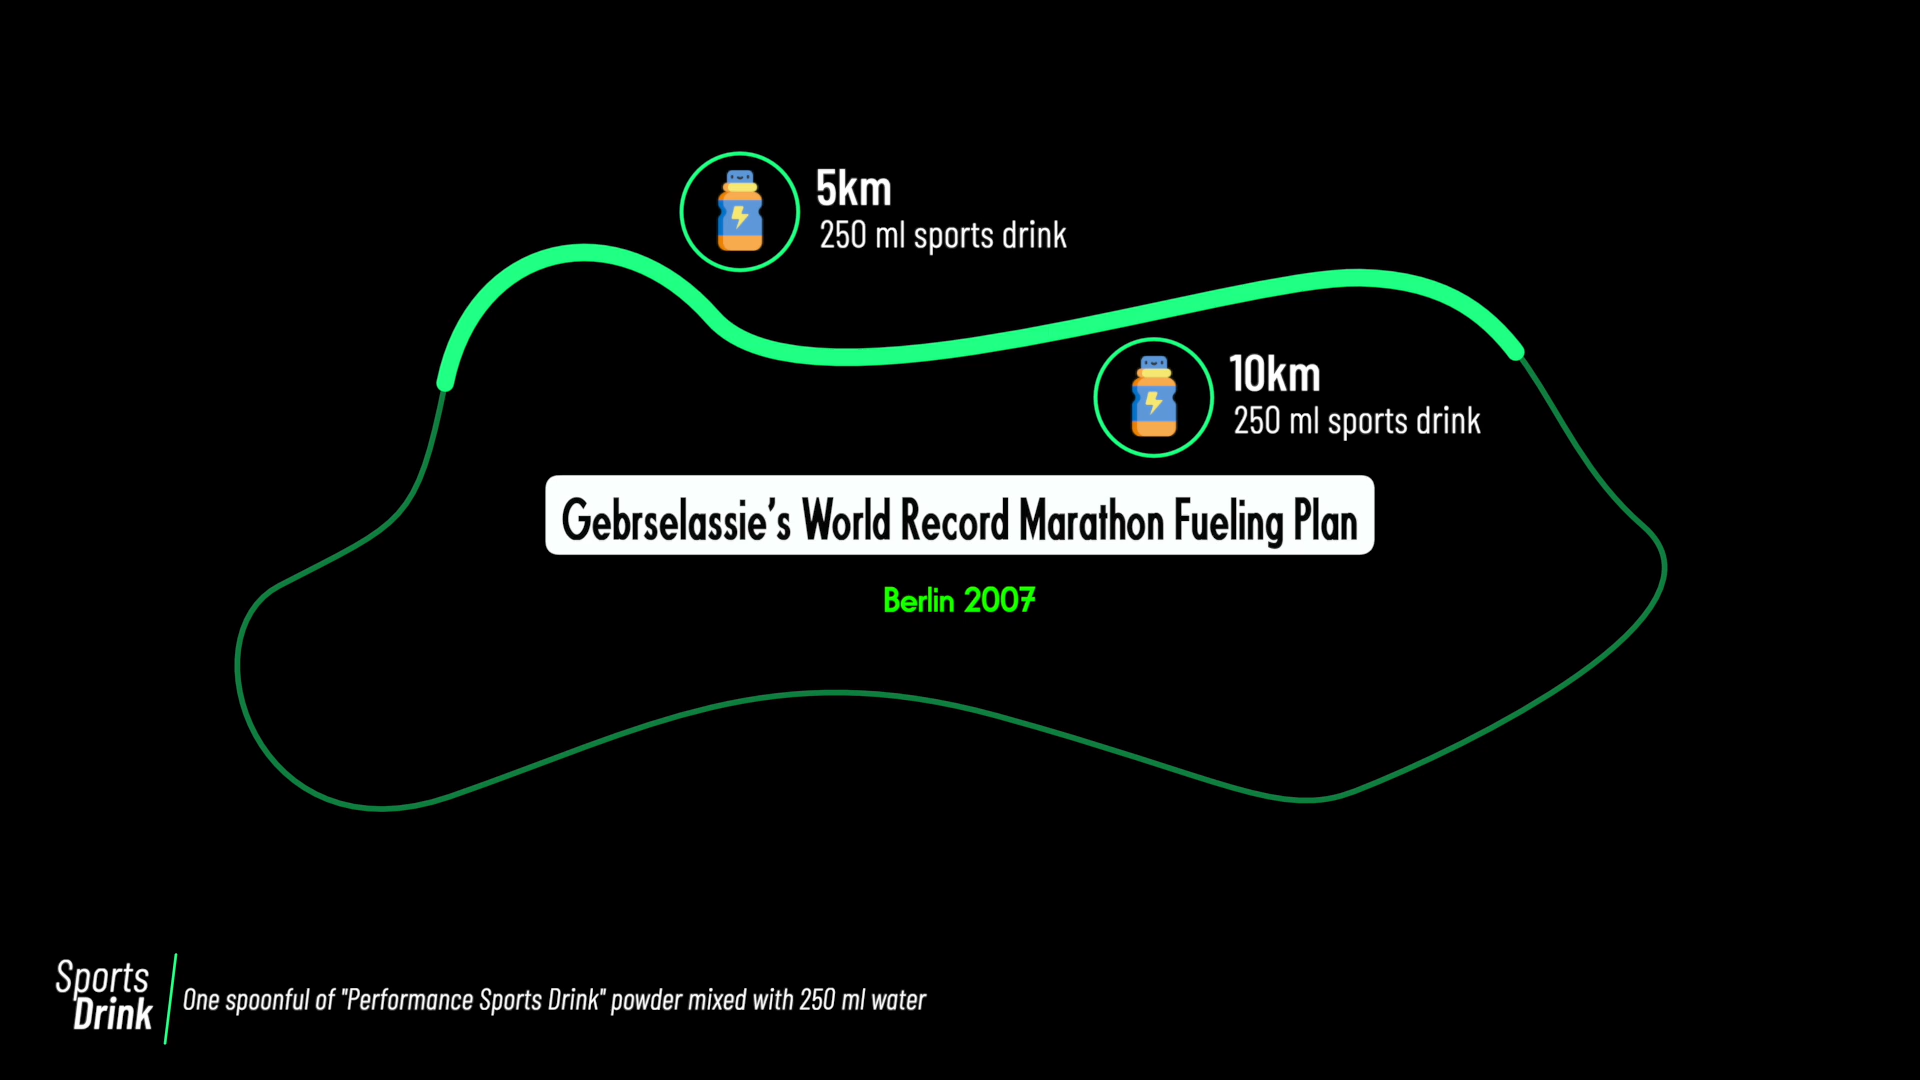 5km
250 ml sports drink
10km
250 ml sports drink
Gebrselassie’s World Record Marathon Fueling Plan
Berlin 2007
Sports
Drink
One spoonful of "Performance Sports Drink" powder mixed with 250 ml water